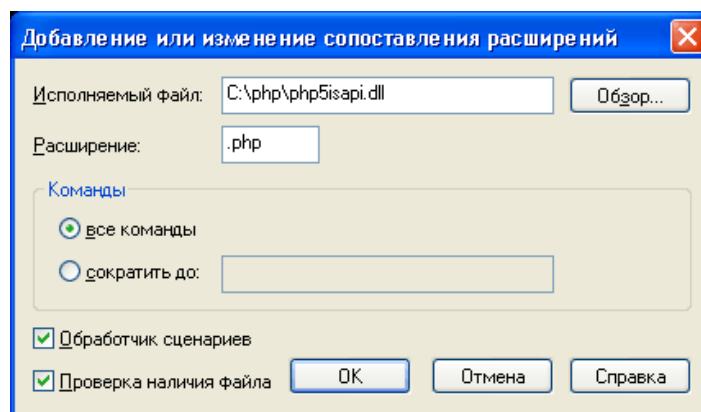 Добавление или изменение сопоставления расширений
Исполняемый файл: C:\php\php5isapi.dll Обзор...
Расширение: .php
Команды
все команды
сократить до:
Обработчик сценариев
Проверка наличия файла OK Отмена Справка